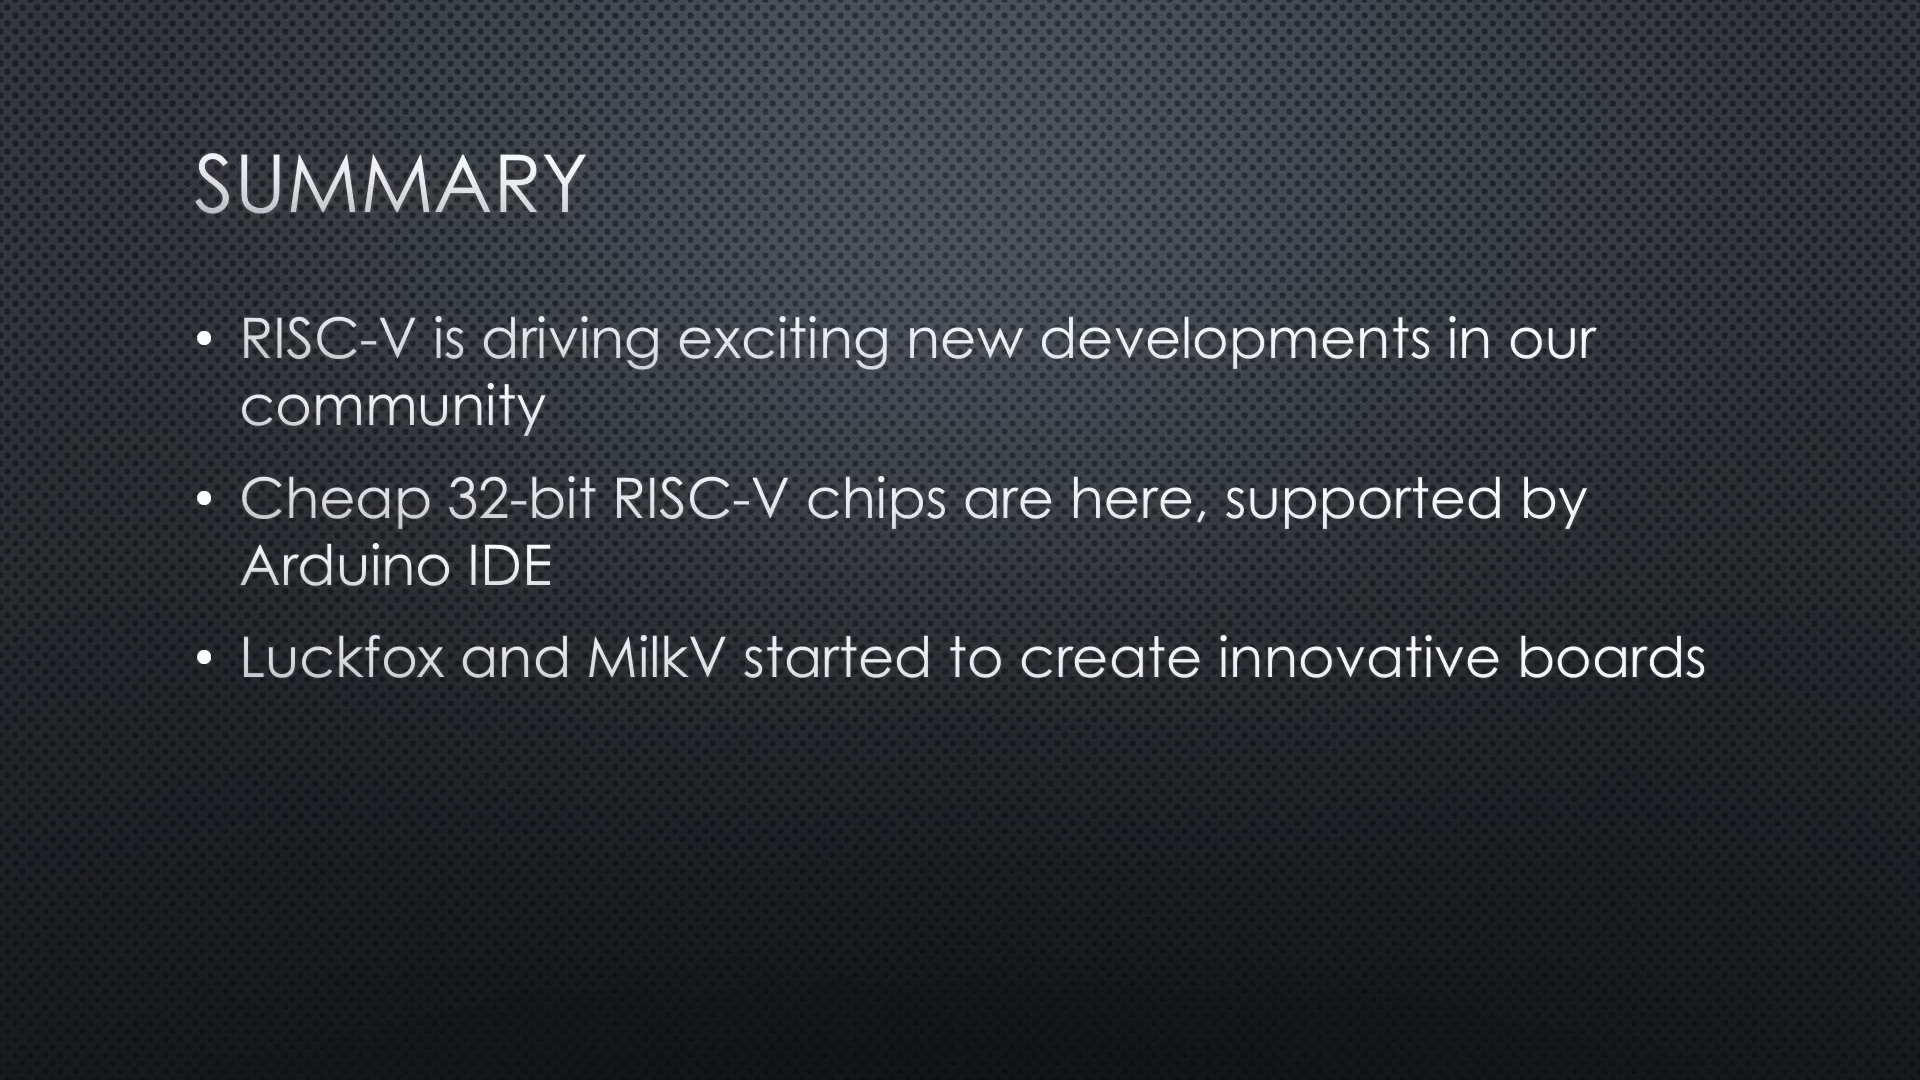 SUMMARY
• RISC-V is driving exciting new developments in our
community
• Cheap 32-bit RISC-V chips are here, supported by
Arduino IDE
• Luckfox and MilkV started to create innovative boards